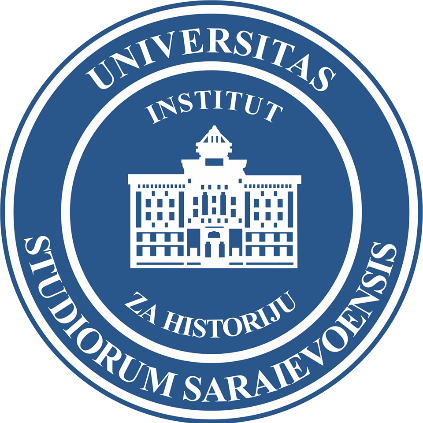 UNIVERSITAS
STUDIORUM SARAIEVOENSIS
INSTITUT
ZA HISTORIJU